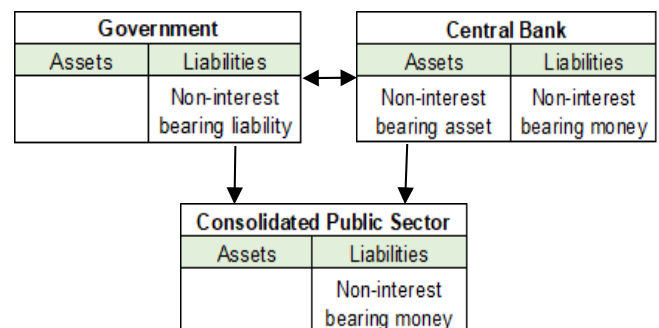 Government
Assets Liabilities
Non-interest
bearing liability
Central Bank
Assets Liabilities
Non-interest Non-interest
bearing asset bearing money
Consolidated Public Sector
Assets Liabilities
Non-interest
bearing money